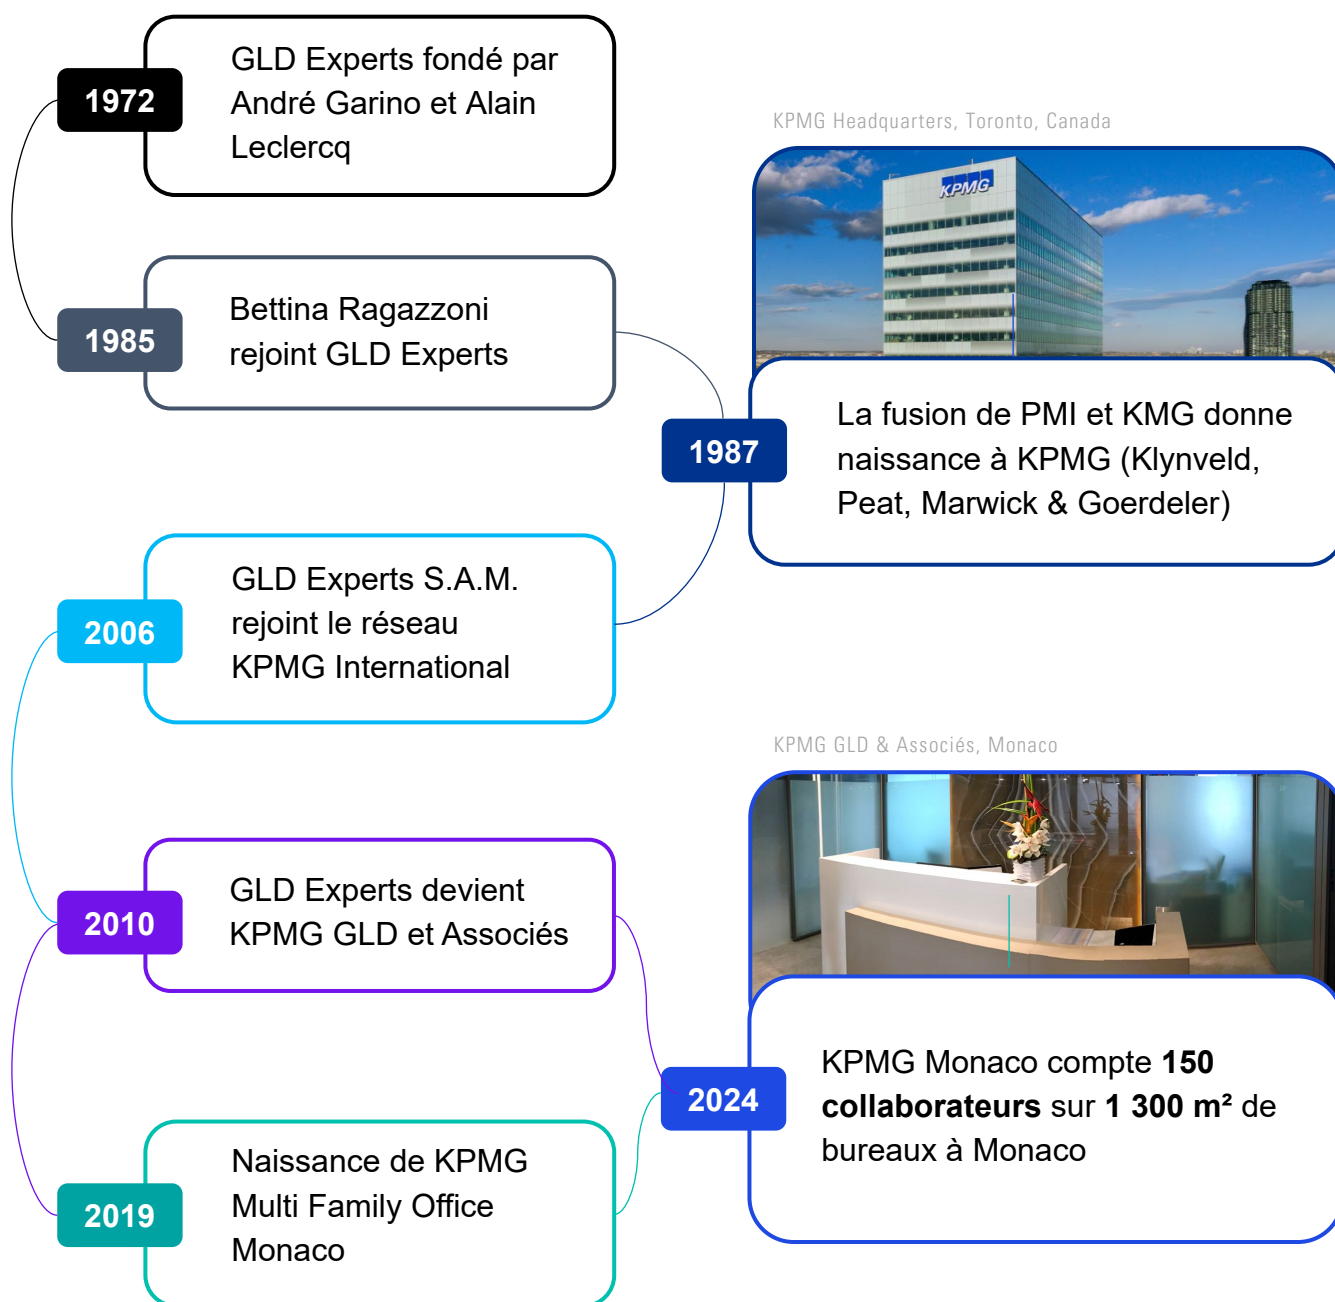 1972
GLD Experts fondé par
André Garino et Alain
Leclercq
1985
Bettina Ragazzoni
rejoint GLD Experts
KPMG Headquarters, Toronto, Canada
KPMG
1987
La fusion de PMI et KMG donne
naissance à KPMG (Klynveld,
Peat, Marwick & Goerdeler)
2006
GLD Experts S.A.M.
rejoint le réseau
KPMG International
2010
GLD Experts devient
KPMG GLD et Associés
2019
Naissance de KPMG
Multi Family Office
Monaco
KPMG GLD & Associés, Monaco
2024
KPMG Monaco compte 150
collaborateurs sur 1 300 m² de
bureaux à Monaco